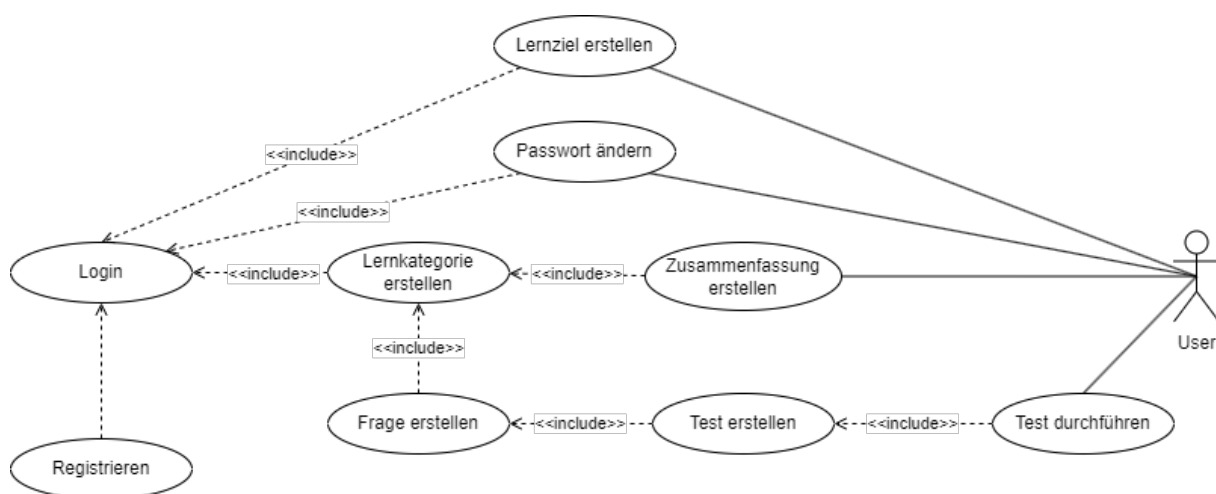 Lernziel erstellen
<<include>>
Passwort ändern
<<include>>
Login
<<include>>
Lernkategorie
erstellen
<<include>>
Zusammenfassung
erstellen
User
<<include>>
Frage erstellen
<<include>>
Test erstellen
<<include>>
Test durchführen
Registrieren